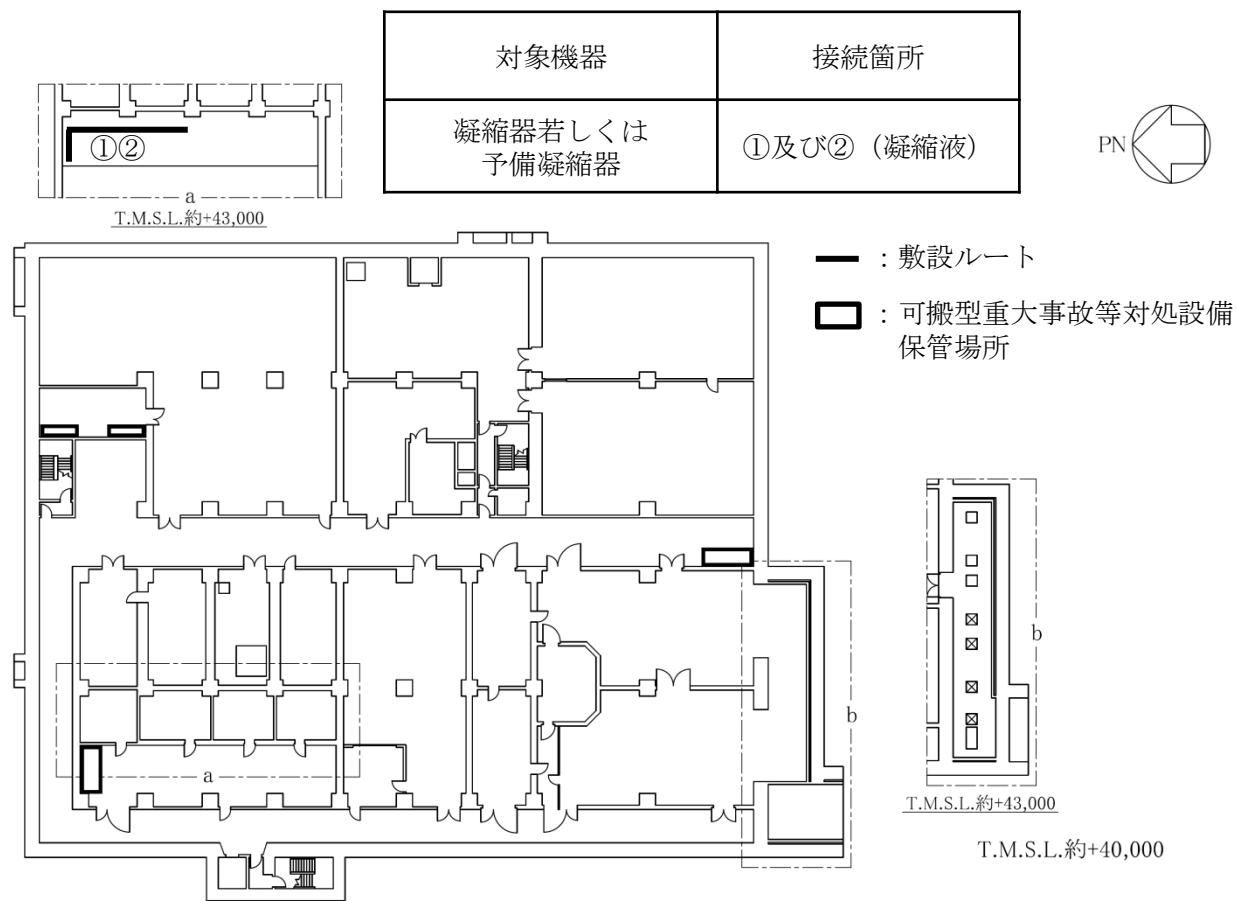 対象機器
接続箇所
凝縮器若しくは
予備凝縮器
①及び②（凝縮液）
①②
a
T.M.S.L.約+43,000
PN
：敷設ルート
：可搬型重大事故等対処設備
保管場所
a
b
b
T.M.S.L.約+43,000
T.M.S.L.約+40,000